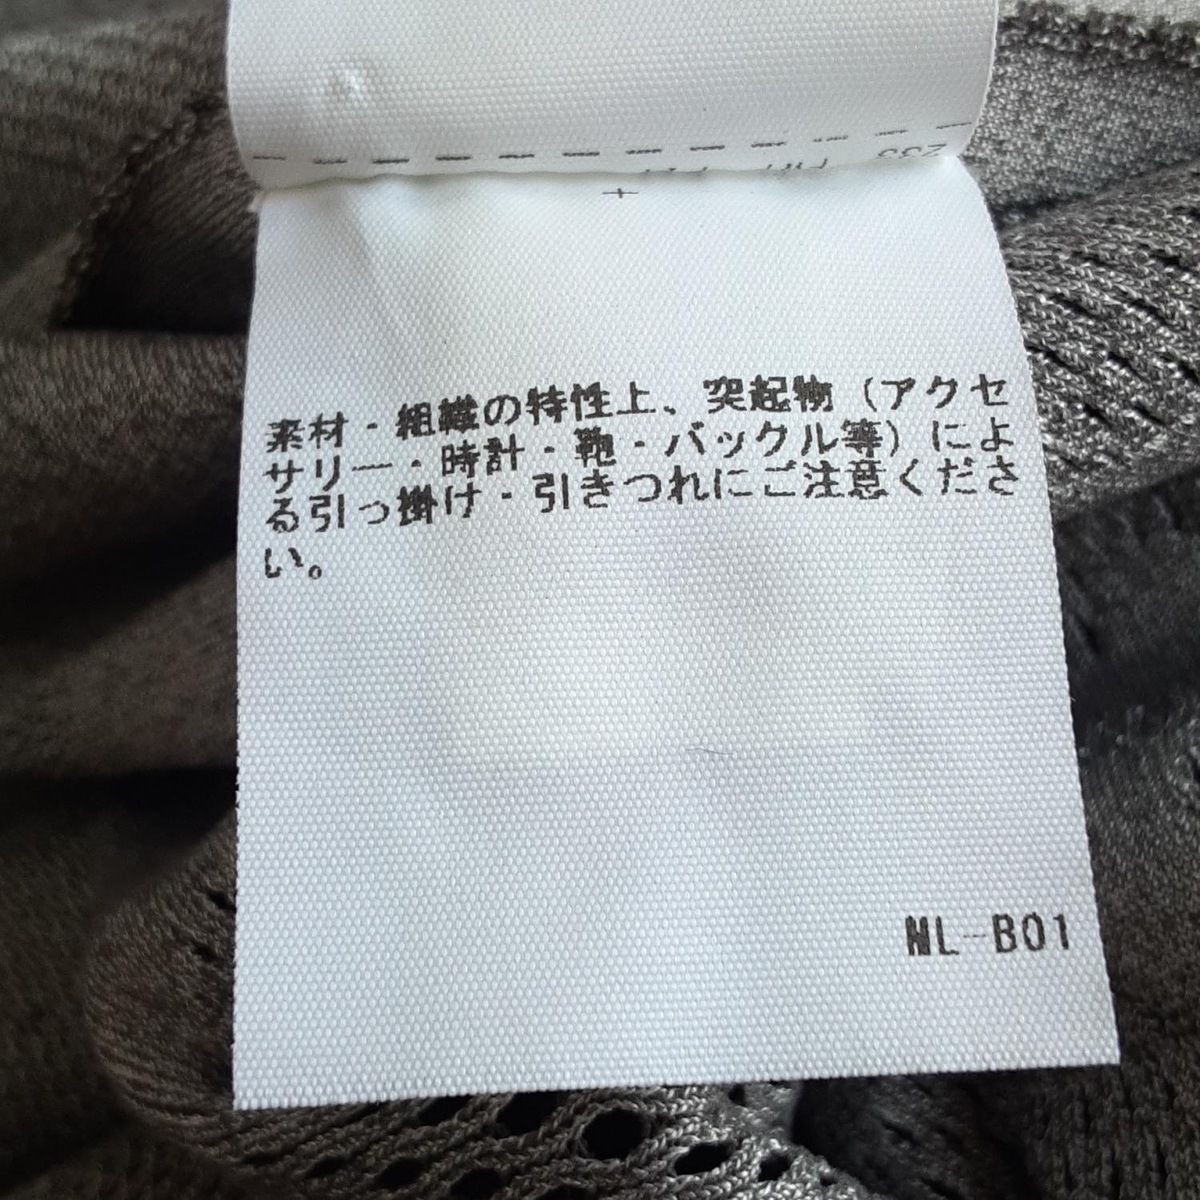 素材・組織の特性上、突起物（アクセ
サリー・時計・鞄・バックル等）によ
る引っ掛け・引きつれにご注意くださ
い。
ML-B01